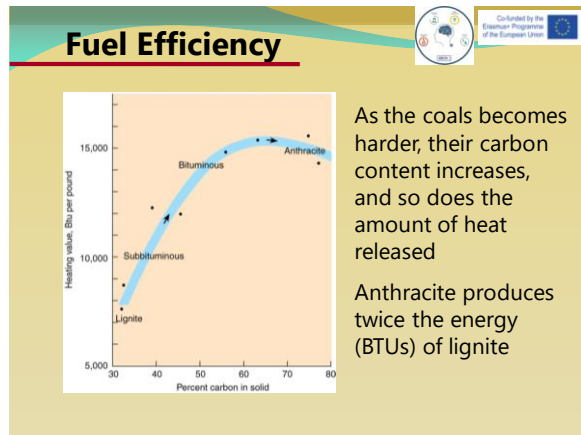 Fuel Efficiency
Co-funded by the
Erasmus+ Programme
of the European Union
15,000
10,000
5,000
Heating value, Btu per pound
Bituminous
Anthracite
Subbituminous
Lignite
30 40 50 60 70 80
Percent carbon in solid
As the coals becomes
harder, their carbon
content increases,
and so does the
amount of heat
released
Anthracite produces
twice the energy
(BTUs) of lignite